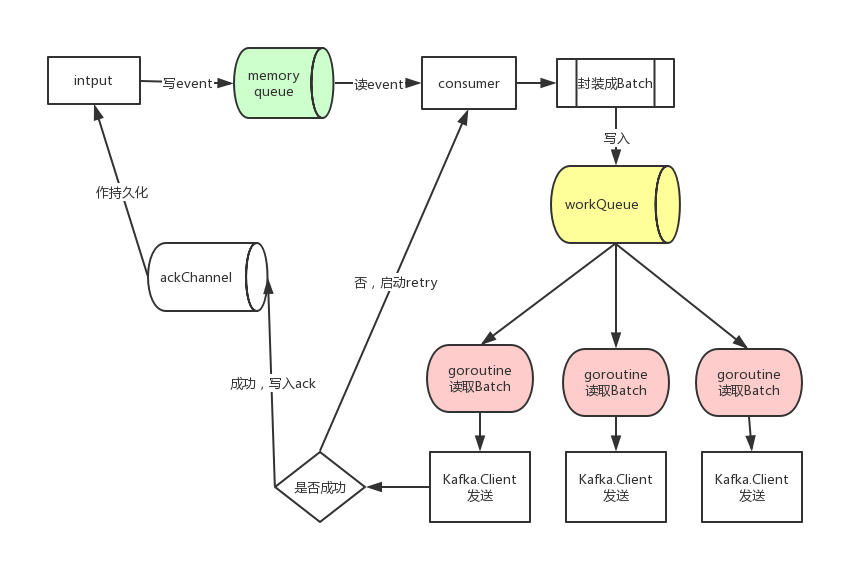 intput
写event
memory
queue
读event
consumer
封装成Batch
写入
作持久化
workQueue
ackChannel
否，启动retry
goroutine
读取Batch
goroutine
读取Batch
goroutine
读取Batch
成功，写入ack
是否成功
Kafka.Client
发送
Kafka.Client
发送
Kafka.Client
发送